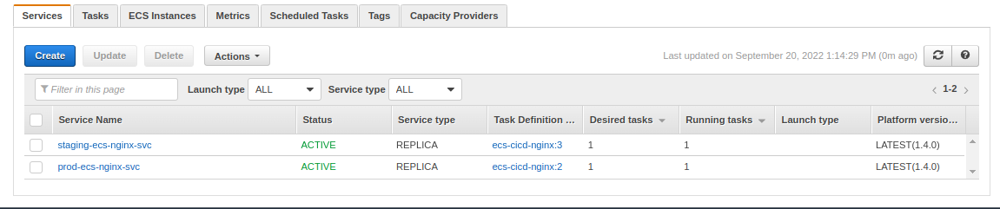 Services Tasks ECS Instances Metrics Scheduled Tasks Tags Capacity Providers
Create Update Delete Actions Last updated on September 20, 2022 1:14:29 PM (0m ago)
Filter in this page Launch type ALL Service type ALL 1-2
Service Name Status Service type Task Definition ... Desired tasks Running tasks Launch type Platform versio...
staging-ecs-nginx-svc ACTIVE REPLICA ecs-cicd-nginx:3 1 1 LATEST(1.4.0)
prod-ecs-nginx-svc ACTIVE REPLICA ecs-cicd-nginx:2 1 1 LATEST(1.4.0)